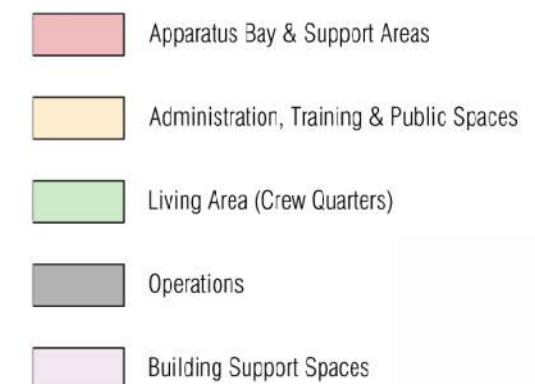 Apparatus Bay & Support Areas
Administration, Training & Public Spaces
Living Area (Crew Quarters)
Operations
Building Support Spaces